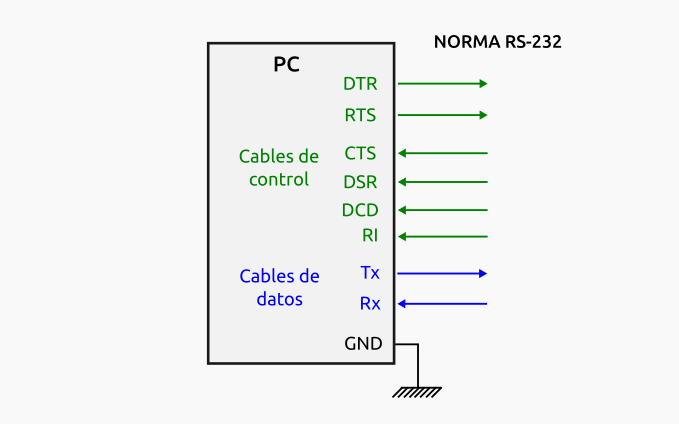 NORMA RS-232
PC
DTR
RTS
CTS
Cables de
control
DSR
DCD
RI
Tx
Cables de
datos
Rx
GND